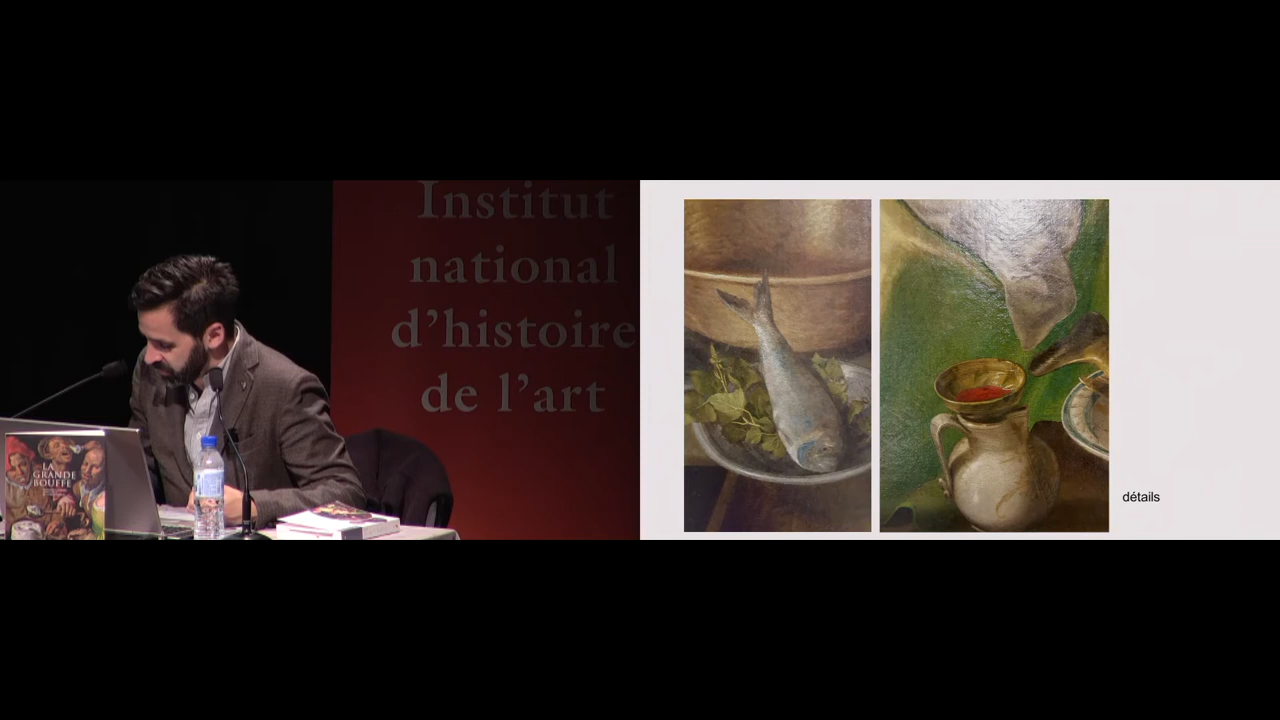 Institut
national
d'histoire
de l'art
LA
GRANDE
BOUFFE
détails